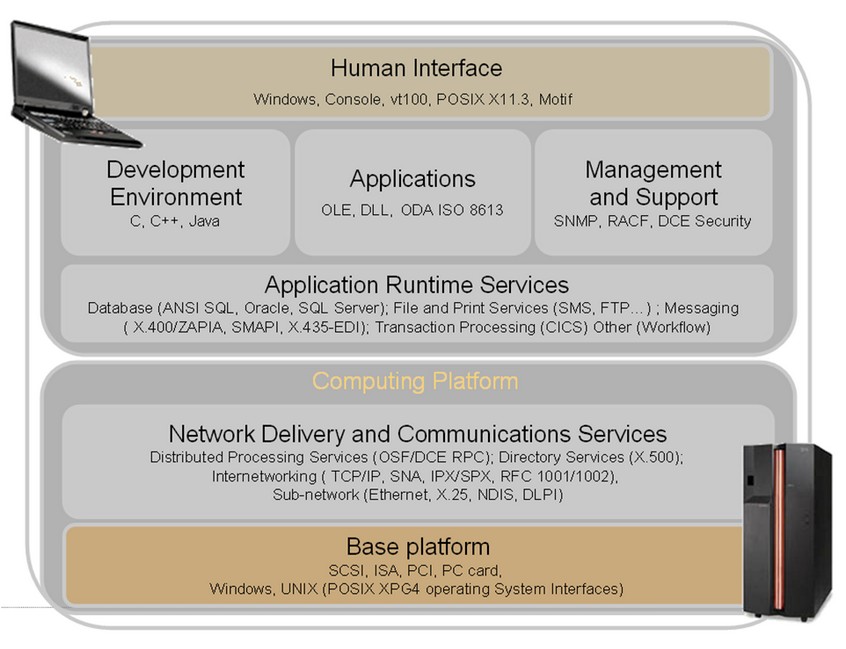 Human Interface
Windows, Console, vt100, POSIX X11.3, Motif
Development
Environment
C, C++, Java
Applications
OLE, DLL, ODA ISO 8613
Management
and Support
SNMP, RACF, DCE Security
Application Runtime Services
Database (ANSI SQL, Oracle, SQL Server); File and Print Services (SMS, FTP...) ; Messaging
( X.400/ZAPIA, SMAPI, X.435-EDI); Transaction Processing (CICS) Other (Workflow)
Computing Platform
Network Delivery and Communications Services
Distributed Processing Services (OSF/DCE RPC); Directory Services (X.500);
Internetworking ( TCP/IP, SNA, IPX/SPX, RFC 1001/1002),
Sub-network (Ethernet, X.25, NDIS, DLPI)
Base platform
SCSI, ISA, PCI, PC card,
Windows, UNIX (POSIX XPG4 operating System Interfaces)